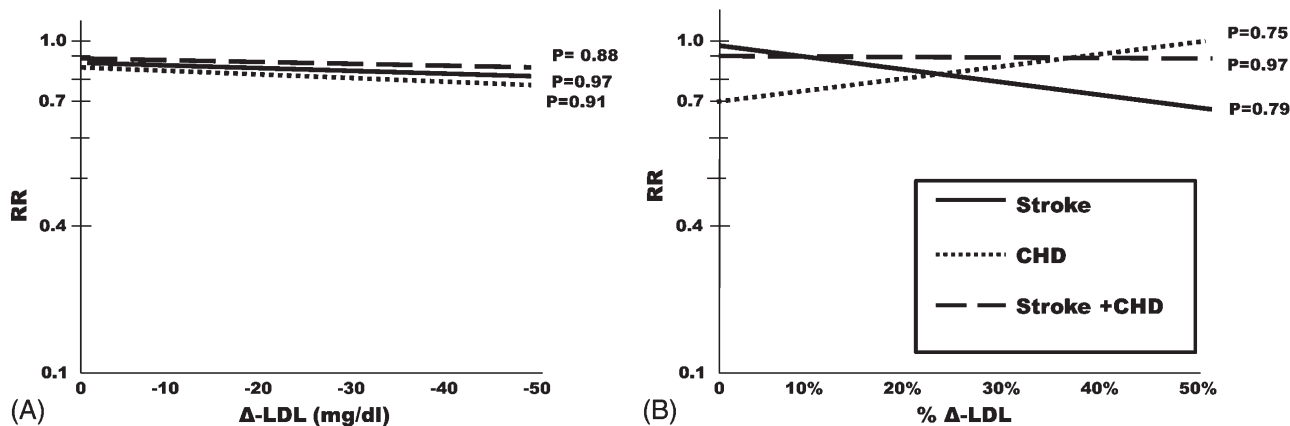 1.0
0.7
0.4
0.1
RR
P= 0.88
P=0.97
P=0.91
0
-10
-20
-30
-40
-50
(A)
Δ-LDL (mg/dl)
1.0
0.7
0.4
0.1
RR
P=0.75
P=0.97
P=0.79
Stroke
CHD
Stroke +CHD
0
10%
20%
30%
40%
50%
(B)
% Δ-LDL